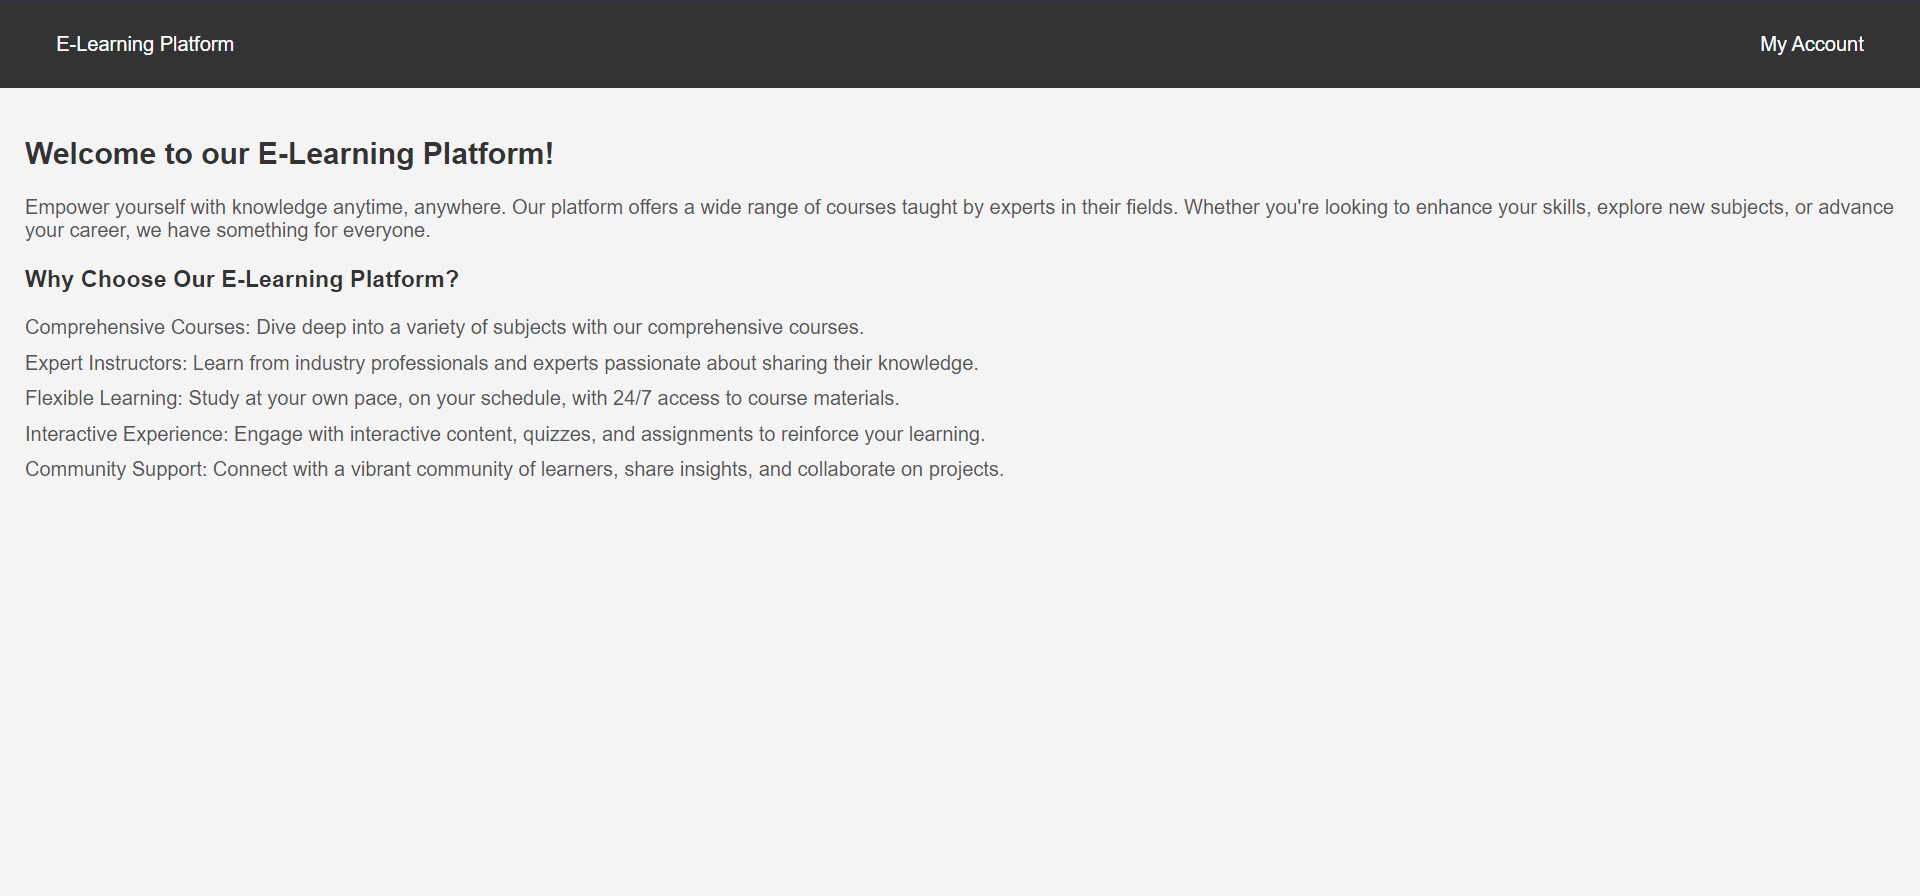 E-Learning Platform
My Account
Welcome to our E-Learning Platform!
Empower yourself with knowledge anytime, anywhere. Our platform offers a wide range of courses taught by experts in their fields. Whether you're looking to enhance your skills, explore new subjects, or advance
your career, we have something for everyone.
Why Choose Our E-Learning Platform?
Comprehensive Courses: Dive deep into a variety of subjects with our comprehensive courses.
Expert Instructors: Learn from industry professionals and experts passionate about sharing their knowledge.
Flexible Learning: Study at your own pace, on your schedule, with 24/7 access to course materials.
Interactive Experience: Engage with interactive content, quizzes, and assignments to reinforce your learning.
Community Support: Connect with a vibrant community of learners, share insights, and collaborate on projects.